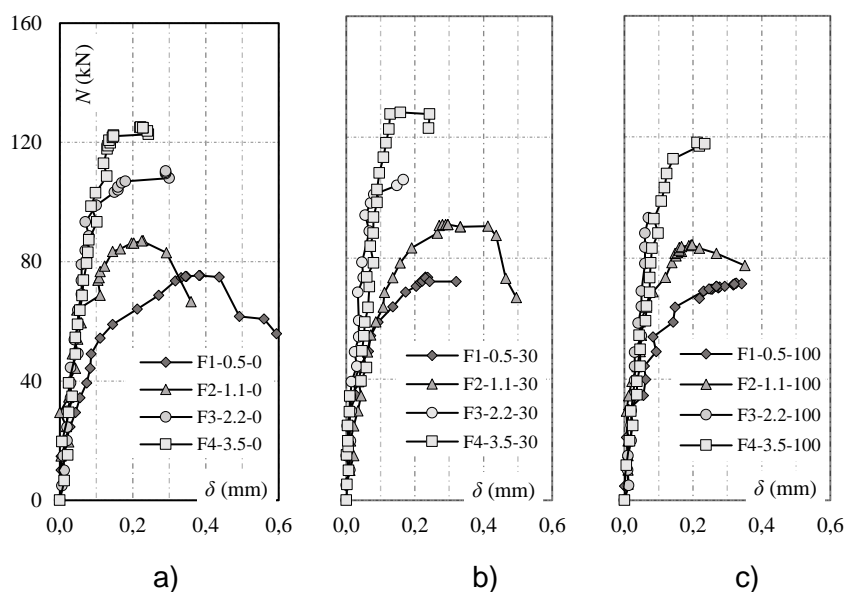 160
120
80
40
0
N (kN)
F1-0.5-0
F2-1.1-0
F3-2.2-0
F4-3.5-0
δ (mm)
0,0 0,2 0,4 0,6
a)
F1-0.5-30
F2-1.1-30
F3-2.2-30
F4-3.5-30
δ (mm)
0,0 0,2 0,4 0,6
b)
F1-0.5-100
F2-1.1-100
F3-2.2-100
F4-3.5-100
δ (mm)
0,0 0,2 0,4 0,6
c)